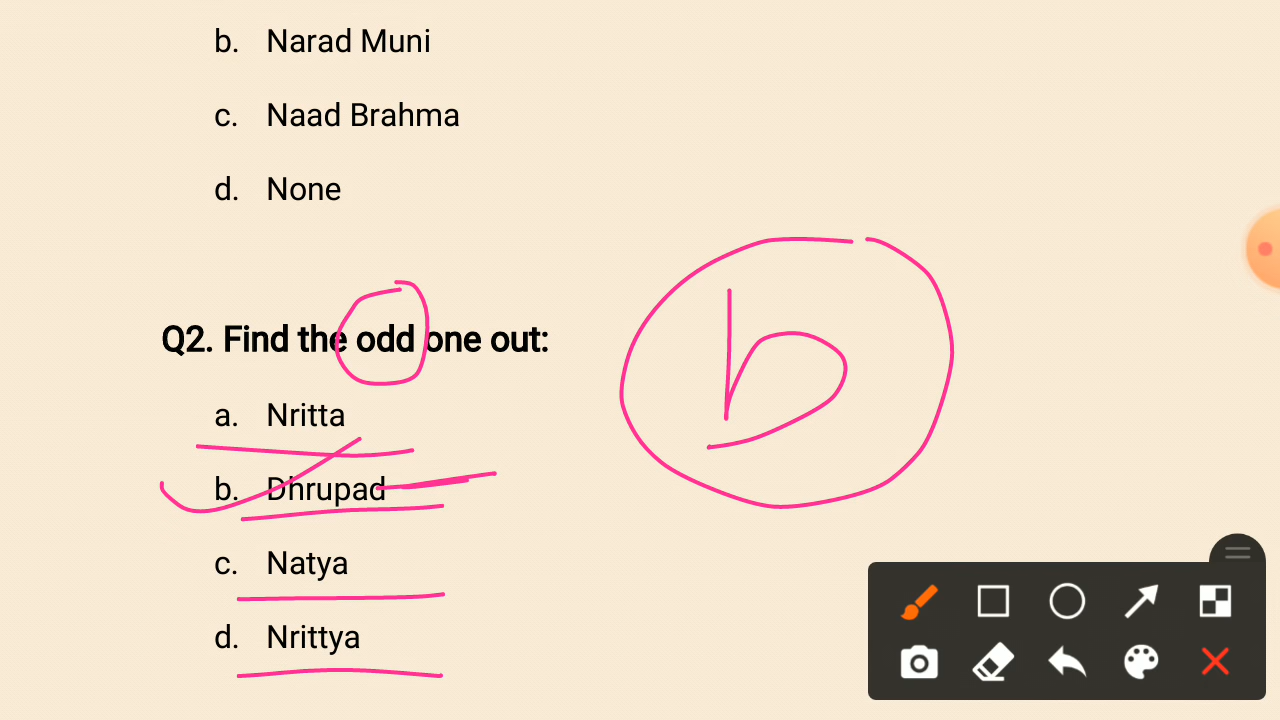 b. Narad Muni
c. Naad Brahma
d. None
Q2. Find the odd one out:
b
a. Nritta
b. Dhrupad
c. Natya
d. Nrittya